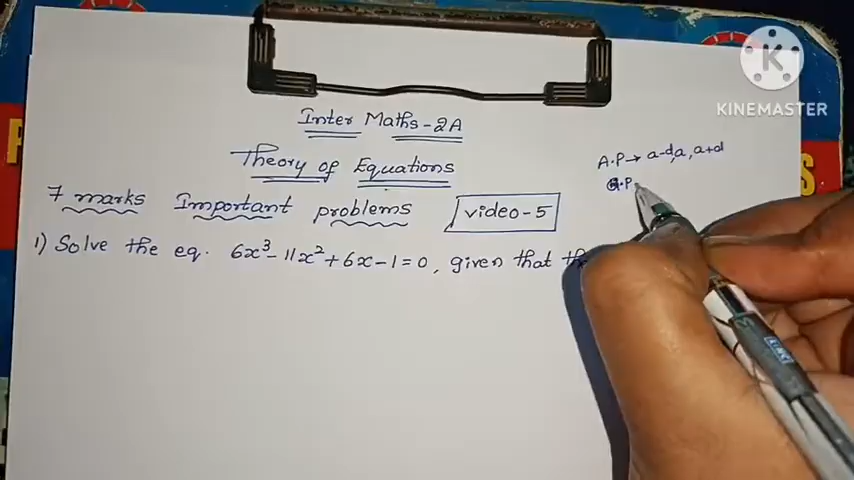 Inter Maths-2A
Theory of Equations
7 marks Important problems video-5
A.P→ a-d,a, a+d
G.P
1) Solve the eq. 6x³-11x²+6x-1=0, given that
K
KINEMASTER